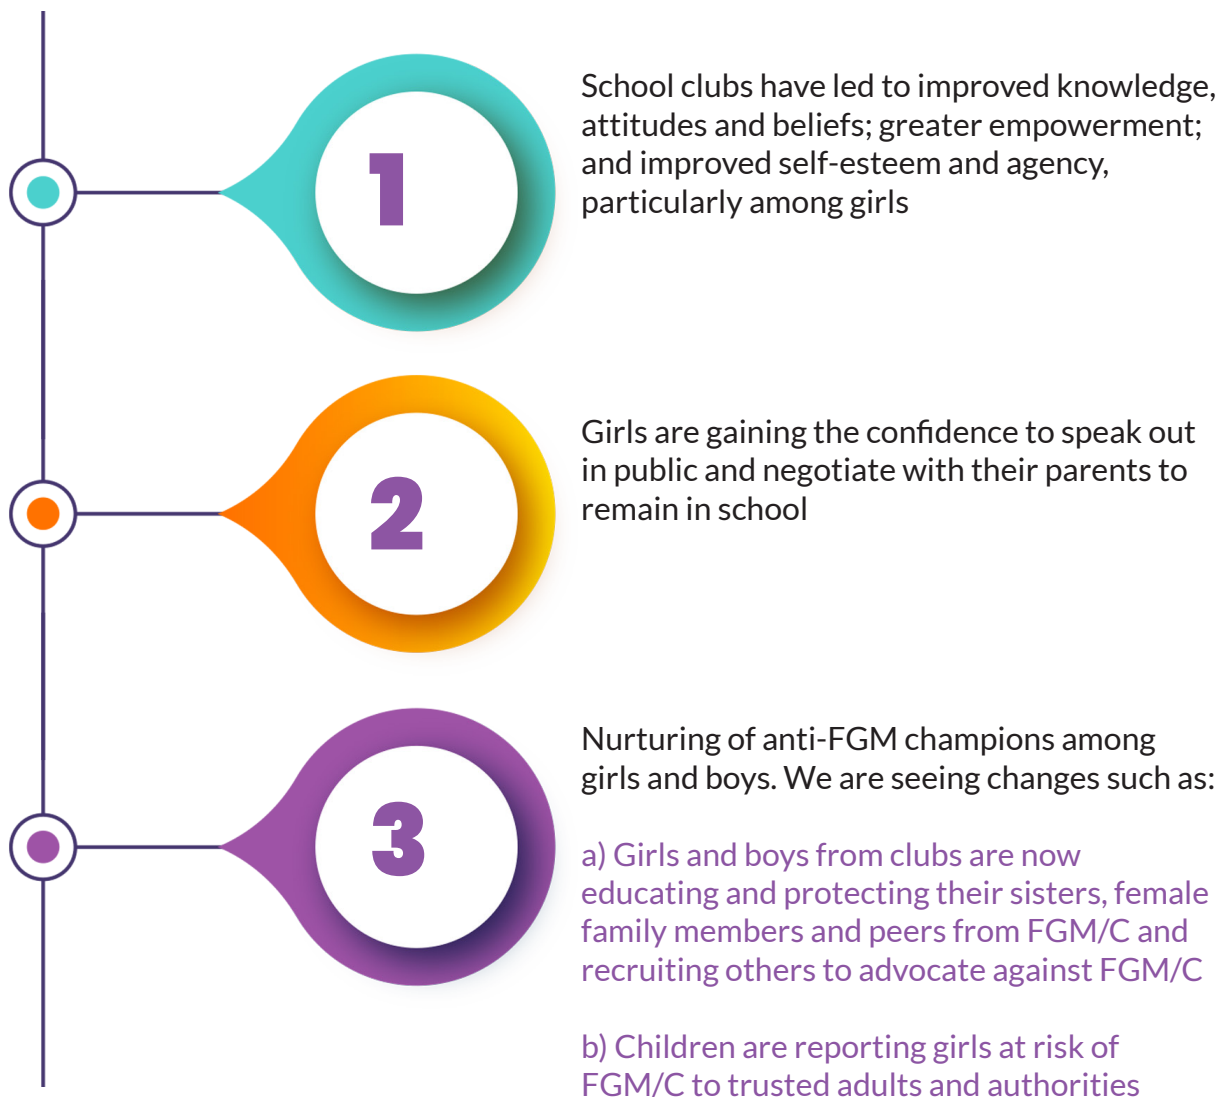 1
School clubs have led to improved knowledge,
attitudes and beliefs; greater empowerment;
and improved self-esteem and agency,
particularly among girls
2
Girls are gaining the confidence to speak out
in public and negotiate with their parents to
remain in school
3
Nurturing of anti-FGM champions among
girls and boys. We are seeing changes such as:
a) Girls and boys from clubs are now
educating and protecting their sisters, female
family members and peers from FGM/C and
recruiting others to advocate against FGM/C
b) Children are reporting girls at risk of
FGM/C to trusted adults and authorities